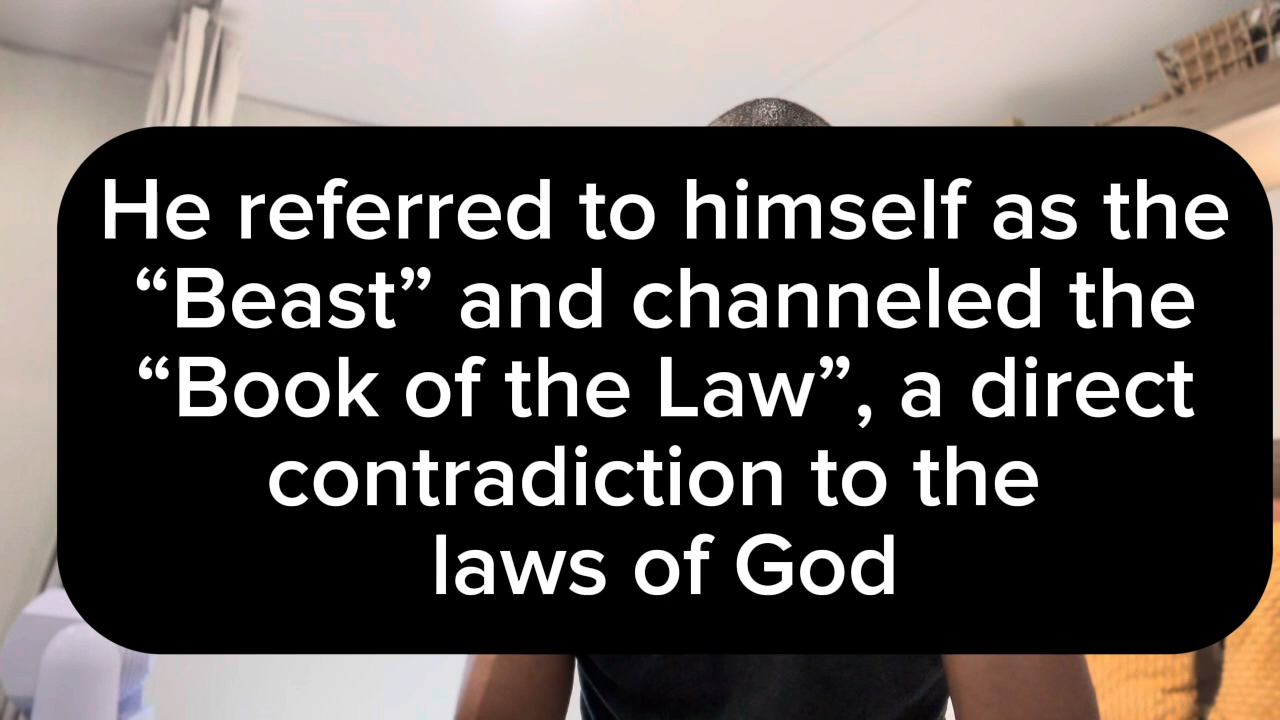 He referred to himself as the
“Beast” and channeled the
“Book of the Law”, a direct
contradiction to the
laws of God